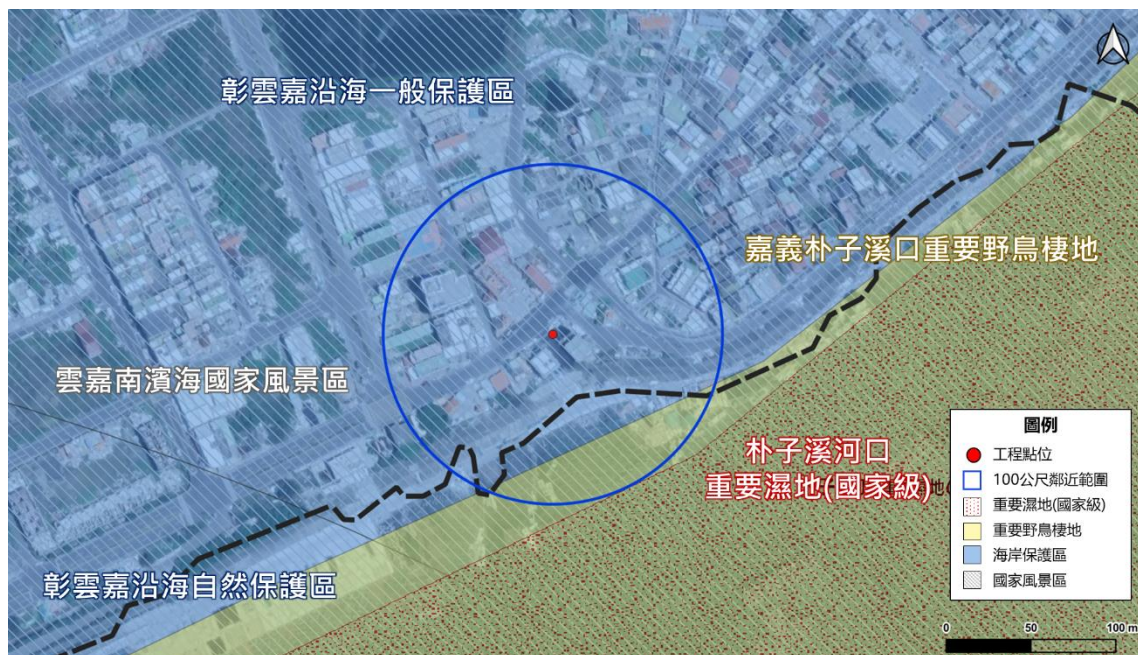 彰雲嘉沿海一般保護區
嘉義朴子溪口重要野鳥棲地
雲嘉南濱海國家風景區
朴子溪河口
重要濕地(國家級)
彰雲嘉沿海自然保護區
圖例
工程點位
100公尺鄰近範圍
重要濕地(國家級)
重要野鳥棲地
海岸保護區
國家風景區
0 50 100 m